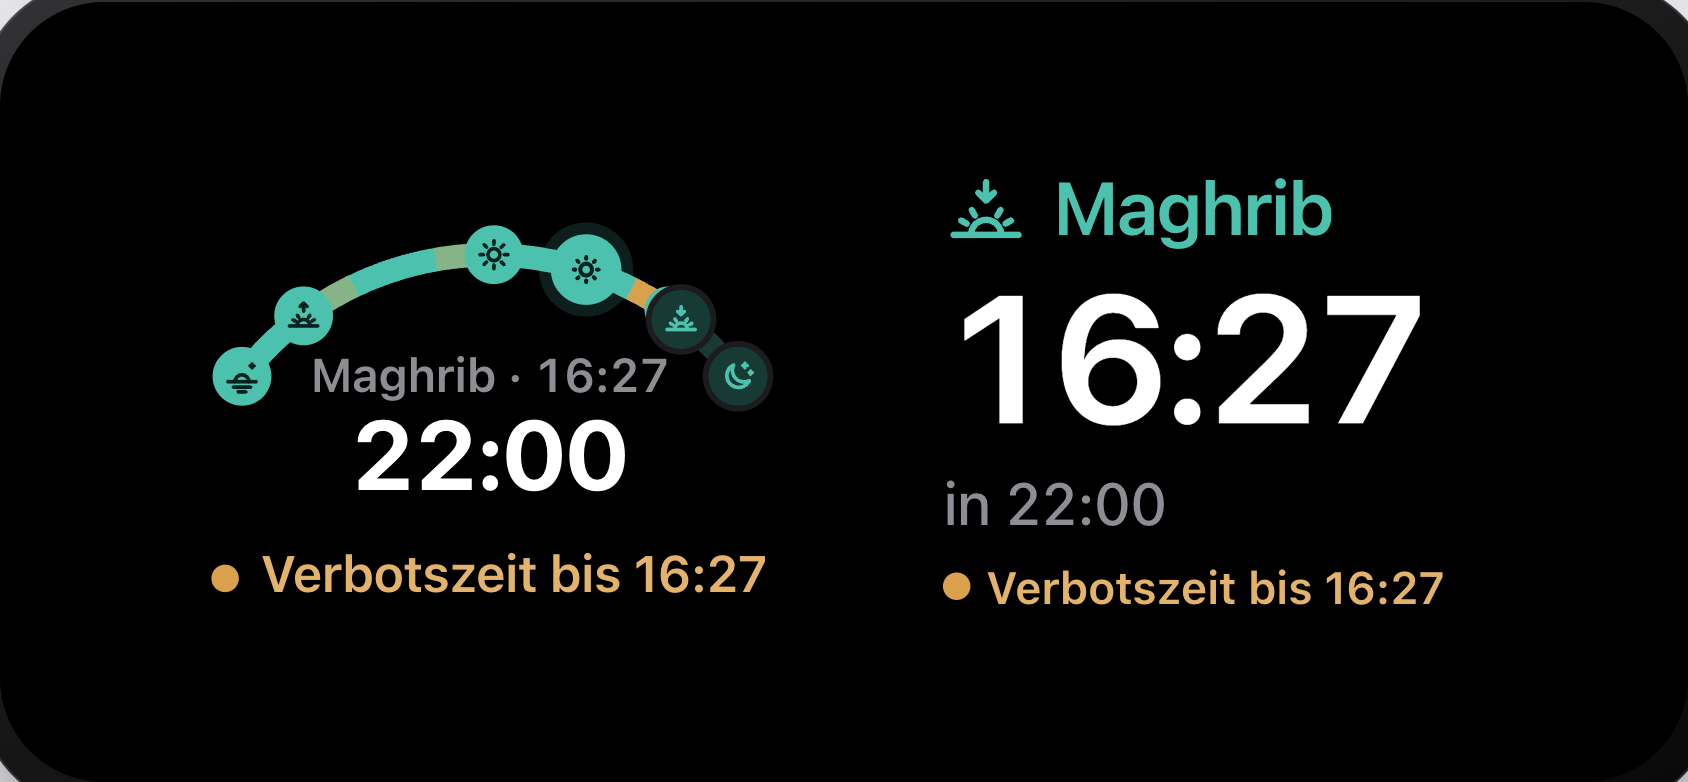 Maghrib · 16:27
22:00
Verbotszeit bis 16:27
Maghrib
16:27
in 22:00
Verbotszeit bis 16:27